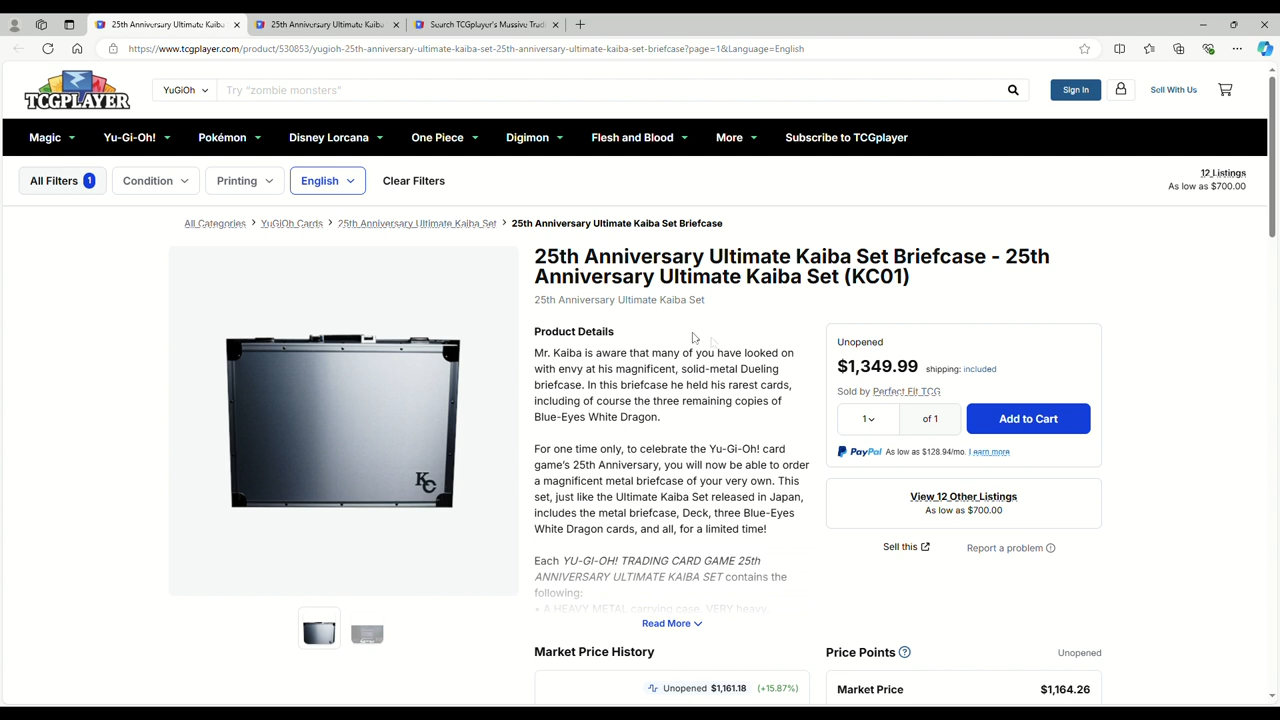 25th Anniversary Ultimate Kaiba
25th Anniversary Ultimate Kaiba
Search TCGplayer's Massive Trad
https://www.tcgplayer.com/product/530853/yugioh-25th-anniversary-ultimate-kaiba-set-25th-anniversary-ultimate-kaiba-set-briefcase?page=1&Language=English
TCGPLAYER
YuGiOh
Try "zombie monsters"
Sign In
Sell With Us
Magic
Yu-Gi-Oh!
Pokémon
Disney Lorcana
One Piece
Digimon
Flesh and Blood
More
Subscribe to TCGplayer
All Filters 1
Condition
Printing
English
Clear Filters
12 Listings
As low as $700.00
All Categories > YuGiOh Cards > 25th Anniversary Ultimate Kaiba Set > 25th Anniversary Ultimate Kaiba Set Briefcase
KC
25th Anniversary Ultimate Kaiba Set Briefcase - 25th
Anniversary Ultimate Kaiba Set (KC01)
25th Anniversary Ultimate Kaiba Set
Product Details
Mr. Kaiba is aware that many of you have looked on
with envy at his magnificent, solid-metal Dueling
briefcase. In this briefcase he held his rarest cards,
including of course the three remaining copies of
Blue-Eyes White Dragon.
For one time only, to celebrate the Yu-Gi-Oh! card
game's 25th Anniversary, you will now be able to order
a magnificent metal briefcase of your very own. This
set, just like the Ultimate Kaiba Set released in Japan,
includes the metal briefcase, Deck, three Blue-Eyes
White Dragon cards, and all, for a limited time!
Each YU-GI-OH! TRADING CARD GAME 25th
ANNIVERSARY ULTIMATE KAIBA SET contains the
following:
• A HEAVY METAL carrying case. VERY heavy
Read More
Unopened
$1,349.99 shipping: included
Sold by Perfect Fit TCG
1
of 1
Add to Cart
PayPal As low as $128.94/mo. Learn more
View 12 Other Listings
As low as $700.00
Sell this
Report a problem
Market Price History
Unopened $1,161.18 (+15.87%)
Price Points
Unopened
Market Price
$1,164.26